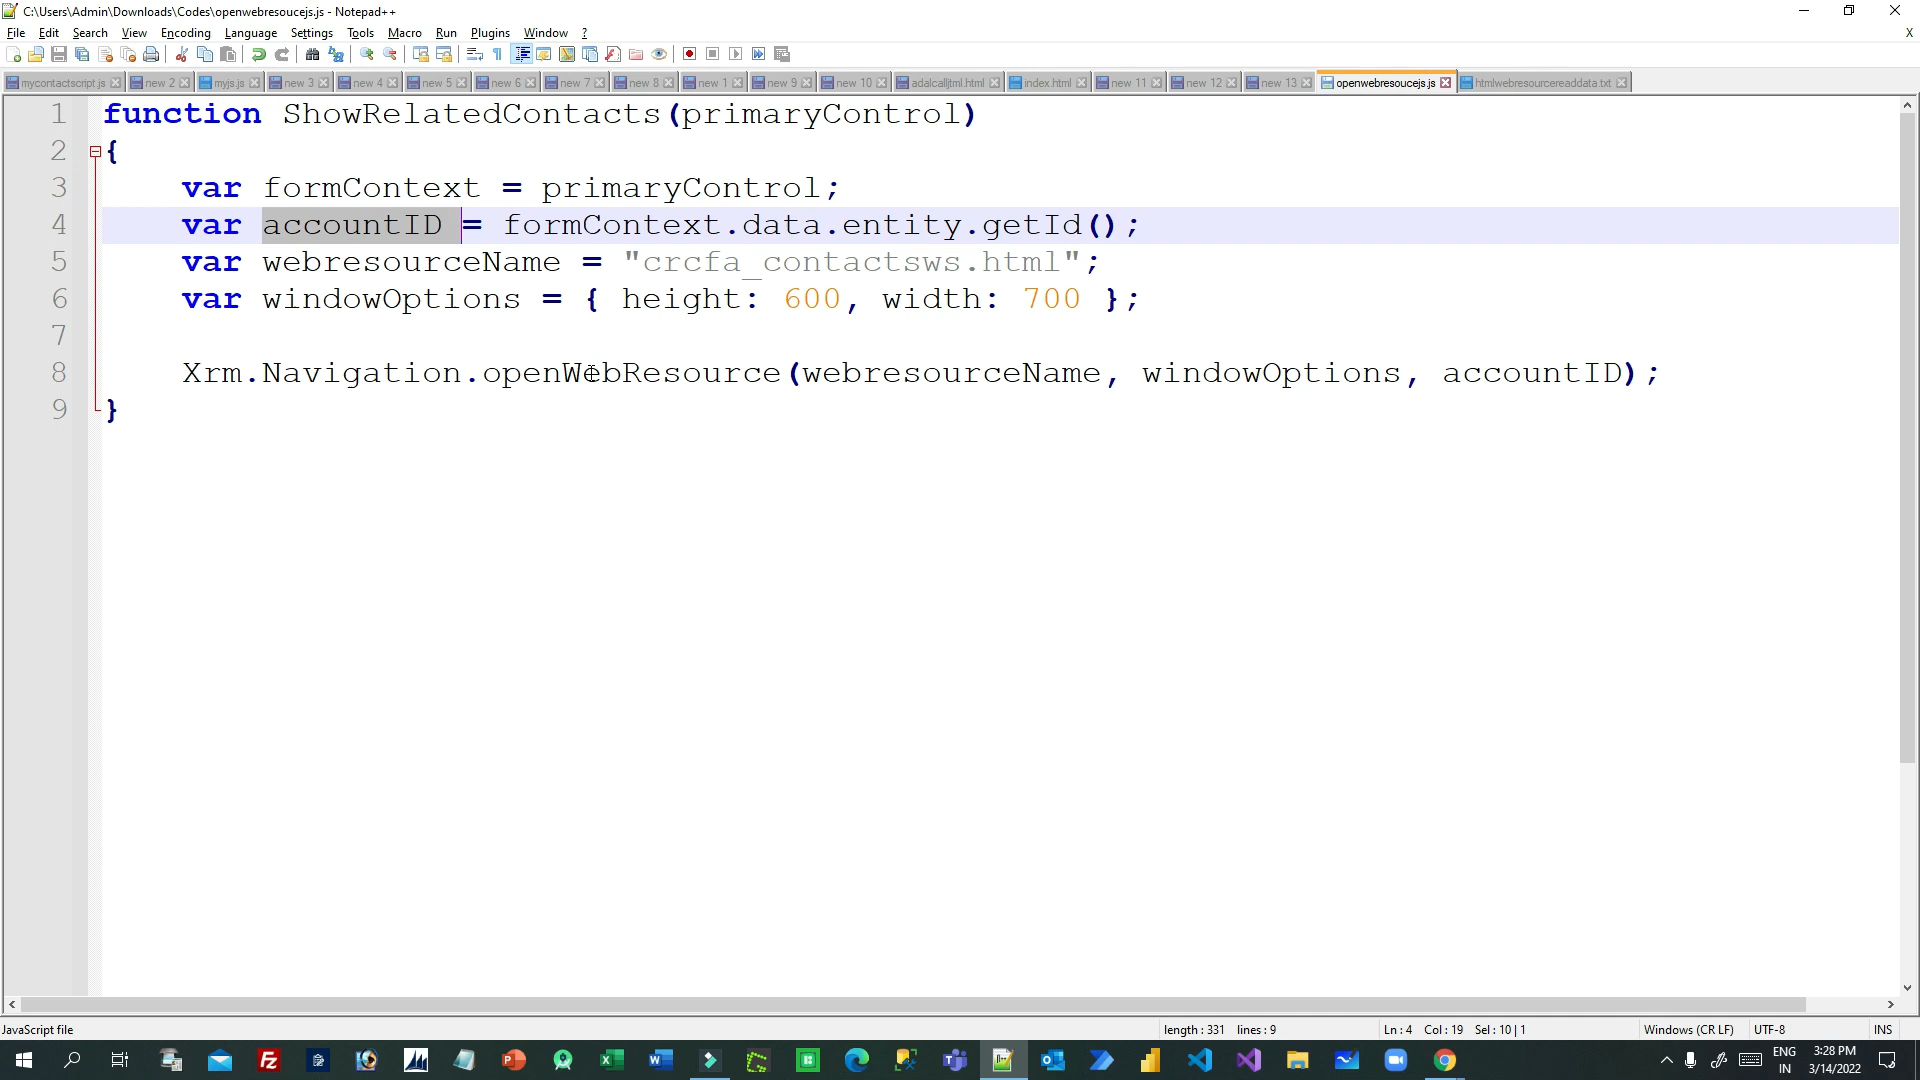 C:\Users\Admin\Downloads\Codes\openwebresoucejs.js - Notepad++
File Edit Search View Encoding Language Settings Tools Macro Run Plugins Window ? X
mycontactscript.js new 2 myjs.js new 3 new 4 new 5 new 6 new 7 new 8 new 1 new 9 new 10 adalcalljtml.html index.html new 11 new 12 new 13 openwebresoucejs.js htmlwebresourcereaddata.txt
1 function ShowRelatedContacts(primaryControl)
2 {
3 var formContext = primaryControl;
4 var accountID = formContext.data.entity.getId();
5 var webresourceName = "crcfa_contactsws.html";
6 var windowOptions = { height: 600, width: 700 };
7
8 Xrm.Navigation.openWebResource(webresourceName, windowOptions, accountID);
9 }
JavaScript file length : 331 lines : 9 Ln : 4 Col : 19 Sel : 10 | 1 Windows (CR LF) UTF-8 INS
ENG 3:28 PM
IN 3/14/2022